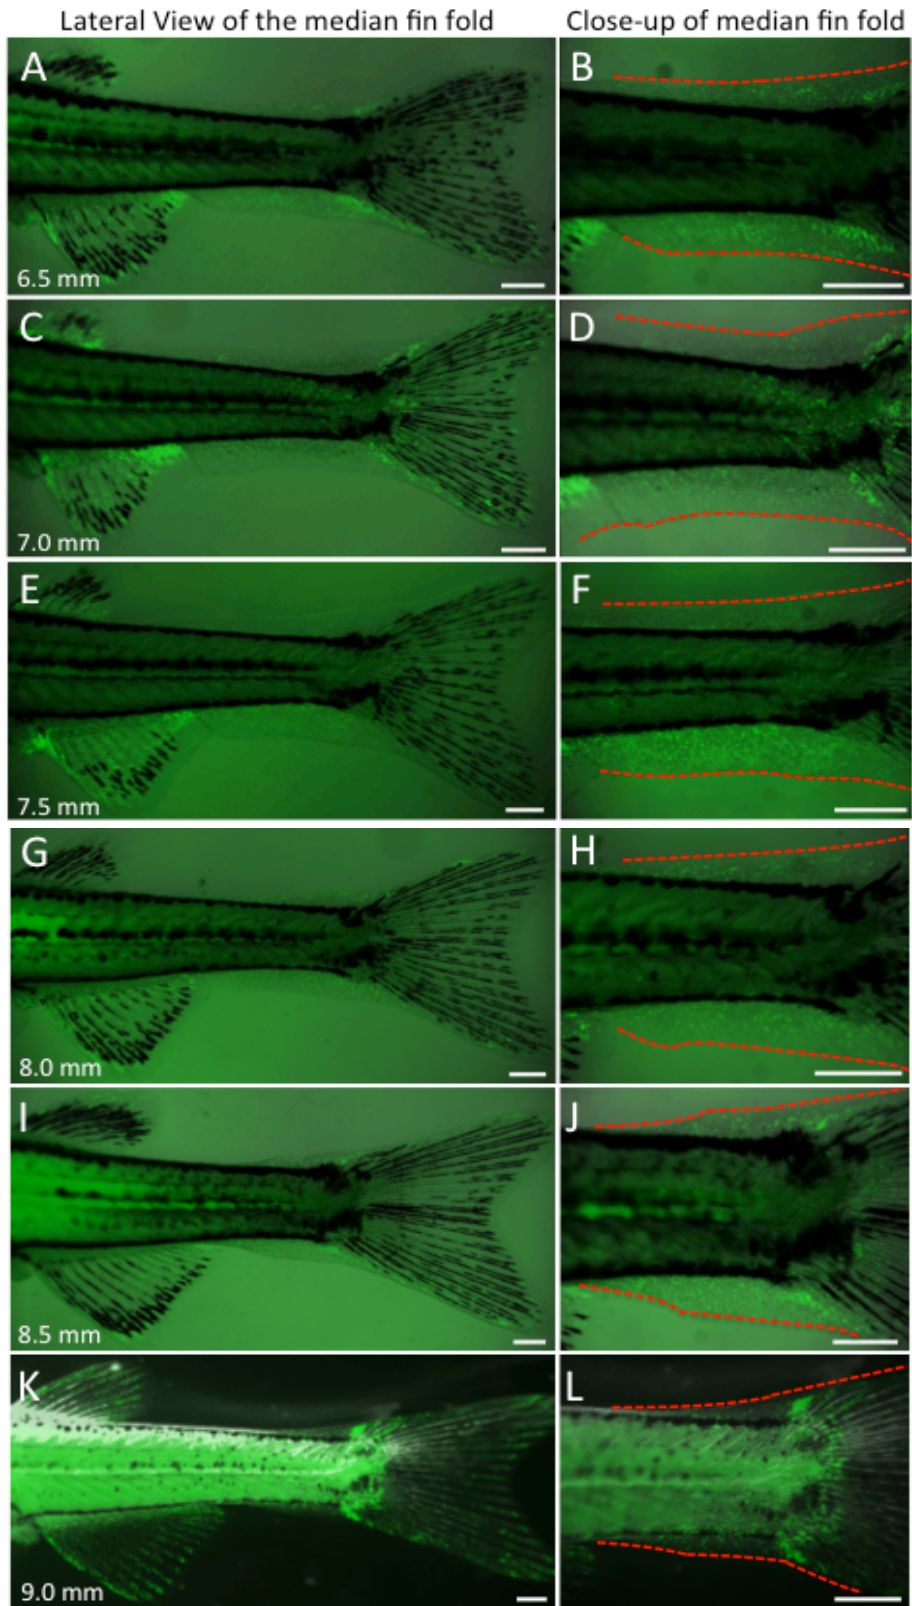 Lateral View of the median fin fold
Close-up of median fin fold
A
B
6.5 mm
C
D
7.0 mm
E
F
7.5 mm
G
H
8.0 mm
I
J
8.5 mm
K
L
9.0 mm